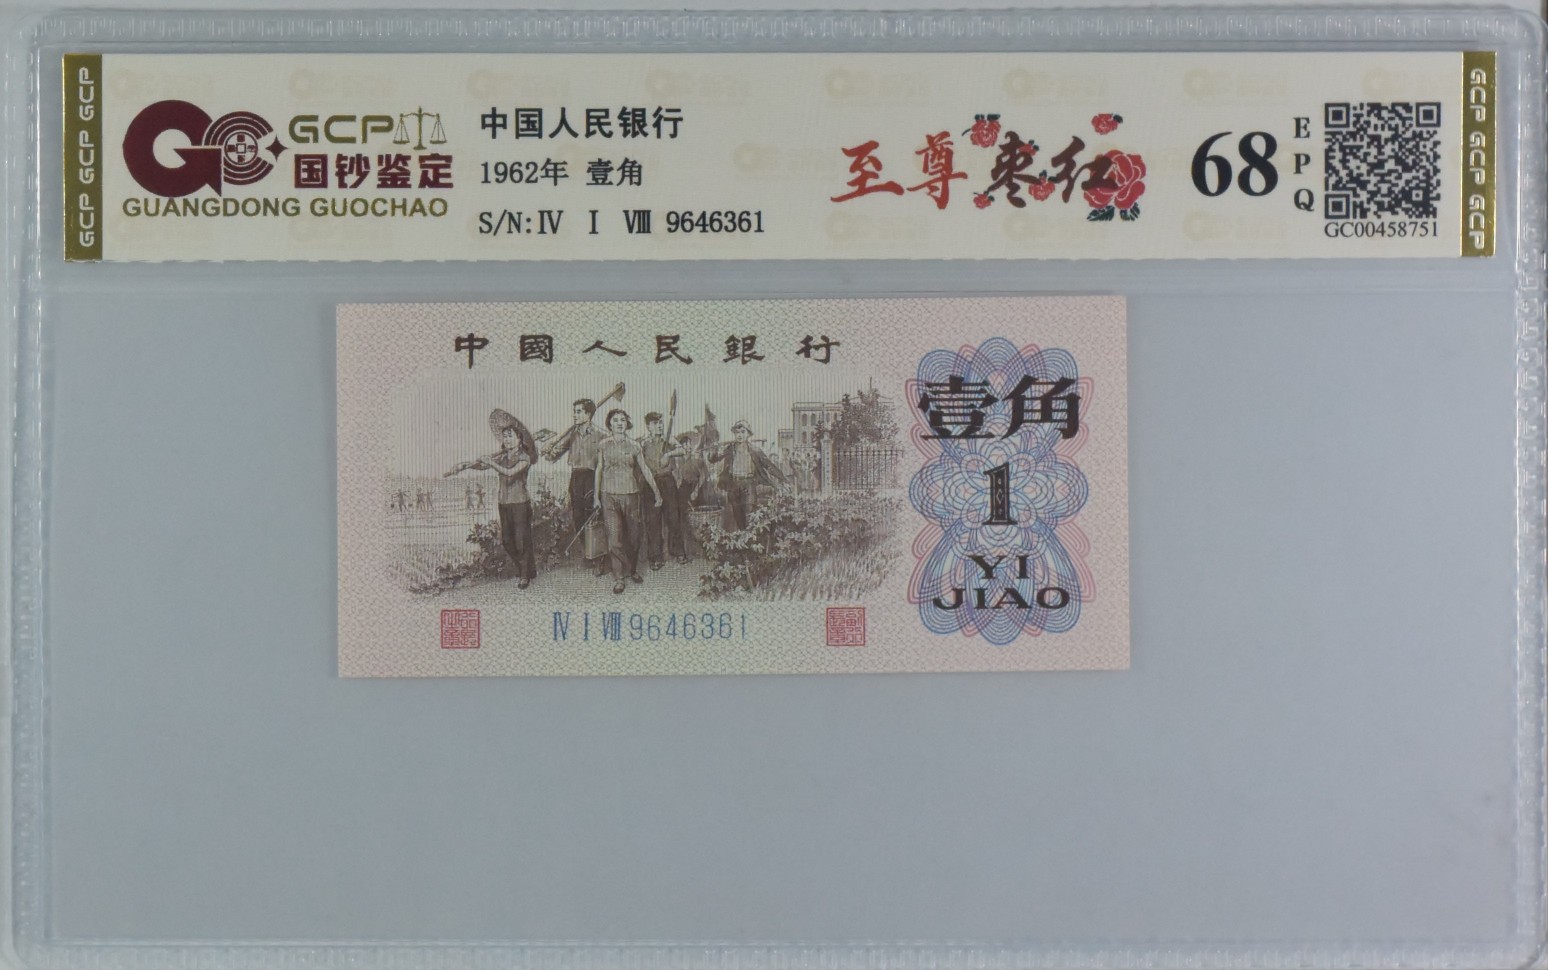 GCP GCP GCP
GCP
国钞鉴定
GUANGDONG GUOCHAO
中国人民银行
1962年 壹角
S/N:Ⅳ Ⅰ Ⅷ 9646361
至尊枣红
68
EPQ
GC00458751
GCP GCP GCP
中國人民銀行
壹角
1
YI
JIAO
Ⅳ Ⅰ Ⅷ 9646361